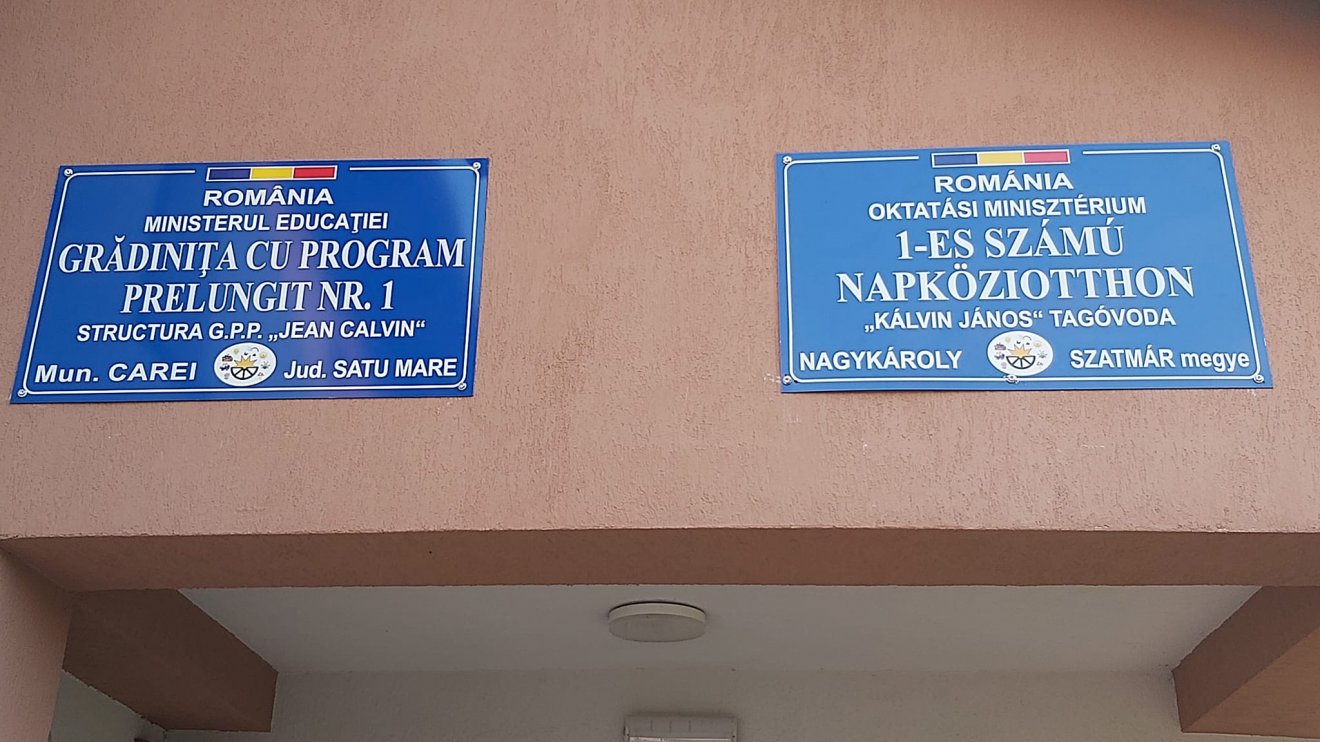 ROMÂNIA
MINISTERUL EDUCAŢIEI
GRĂDINIŢA CU PROGRAM
PRELUNGIT NR. 1
STRUCTURA G.P.P. „JEAN CALVIN“
Mun. CAREI Jud. SATU MARE
ROMÁNIA
OKTATÁSI MINISZTÉRIUM
1-ES SZÁMÚ
NAPKÖZIOTTHON
„KÁLVIN JÁNOS“ TAGÓVODA
NAGYKÁROLY SZATMÁR megye